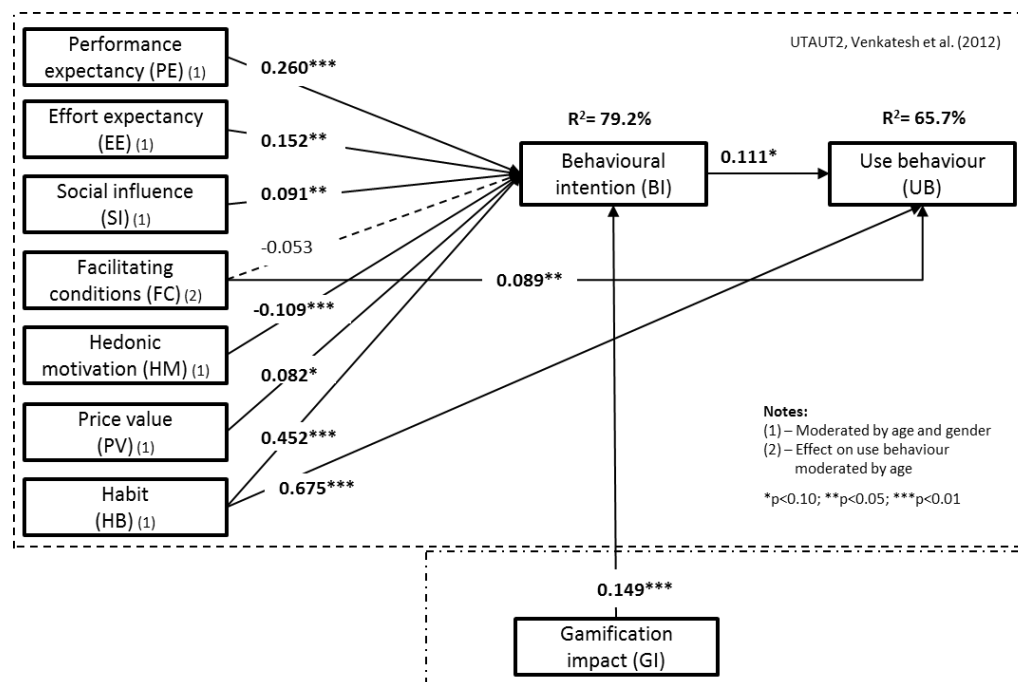 UTAUT2, Venkatesh et al. (2012)
Performance
expectancy (PE) (1)
0.260***
Effort expectancy
(EE) (1)
0.152**
Social influence
(SI) (1)
0.091**
Facilitating
conditions (FC) (2)
-0.053
0.089**
Hedonic
motivation (HM) (1)
-0.109***
Price value
(PV) (1)
0.082*
Habit
(HB) (1)
0.452***
0.675***
R²= 79.2%
Behavioural
intention (BI)
0.111*
R²= 65.7%
Use behaviour
(UB)
Notes:
(1) – Moderated by age and gender
(2) – Effect on use behaviour
moderated by age
*p<0.10; **p<0.05; ***p<0.01
0.149***
Gamification
impact (GI)